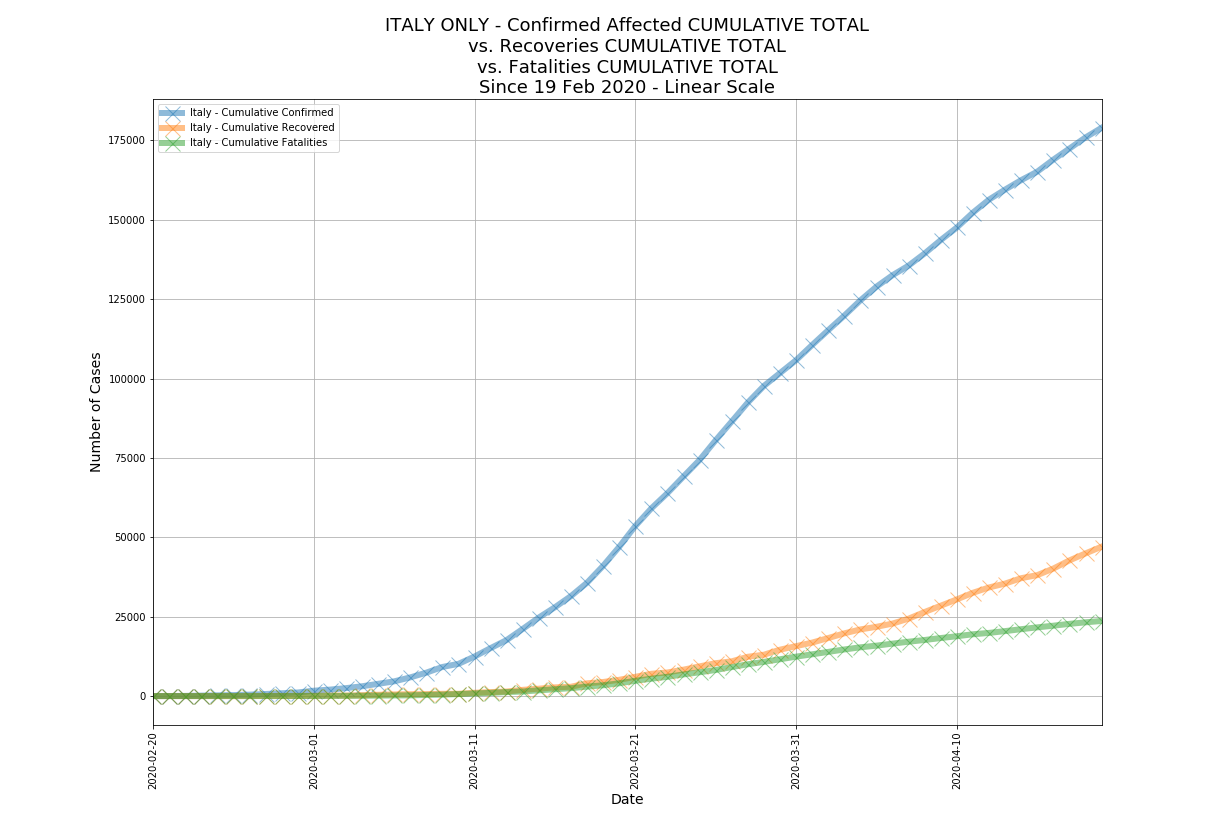 ITALY ONLY - Confirmed Affected CUMULATIVE TOTAL
vs. Recoveries CUMULATIVE TOTAL
vs. Fatalities CUMULATIVE TOTAL
Since 19 Feb 2020 - Linear Scale
Italy - Cumulative Confirmed
Italy - Cumulative Recovered
Italy - Cumulative Fatalities
Number of Cases
175000
150000
125000
100000
75000
50000
25000
0
2020-02-20
2020-03-01
2020-03-11
2020-03-21
2020-03-31
2020-04-10
Date